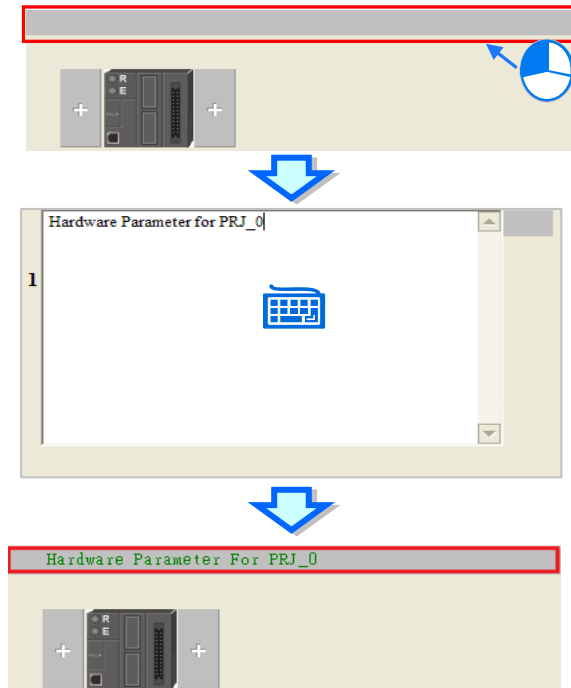 R
E
+ +
Hardware Parameter for PRJ_0
1
Hardware Parameter For PRJ_0
R
E
+ +